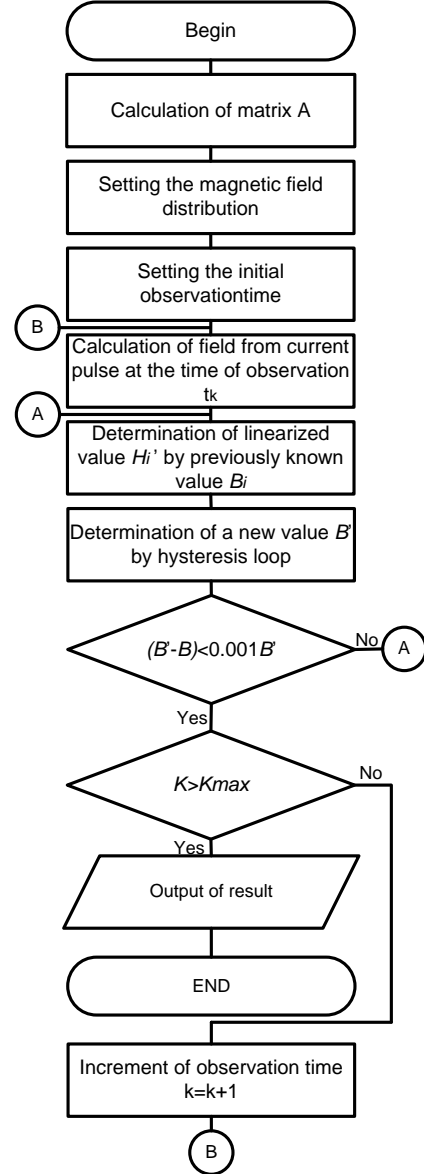 Begin
Calculation of matrix A
Setting the magnetic field
distribution
Setting the initial
observationtime
B
Calculation of field from current
pulse at the time of observation
tk
A
Determination of linearized
value Hi' by previously known
value Bi
Determination of a new value B'
by hysteresis loop
(B'-B)<0.001B'
No
A
Yes
K>Kmax
No
Yes
Output of result
END
Increment of observation time
k=k+1
B